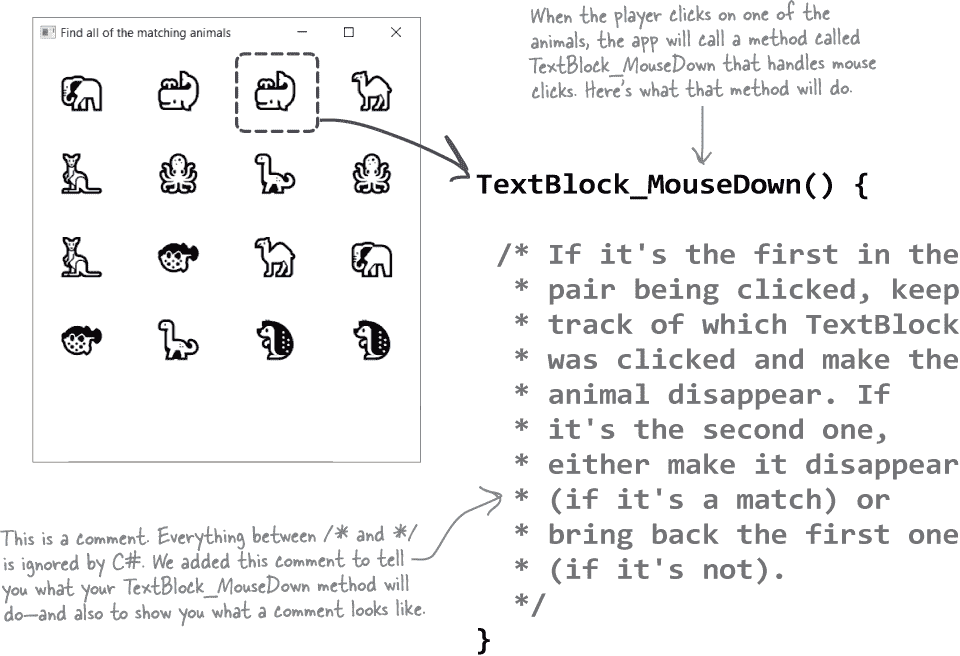 Find all of the matching animals
When the player clicks on one of the
animals, the app will call a method called
TextBlock_MouseDown that handles mouse
clicks. Here's what that method will do.
TextBlock_MouseDown() {
/* If it's the first in the
* pair being clicked, keep
* track of which TextBlock
* was clicked and make the
* animal disappear. If
* it's the second one,
* either make it disappear
* (if it's a match) or
* bring back the first one
* (if it's not).
*/
}
This is a comment. Everything between /* and */
is ignored by C#. We added this comment to tell
you what your TextBlock_MouseDown method will
do—and also to show you what a comment looks like.